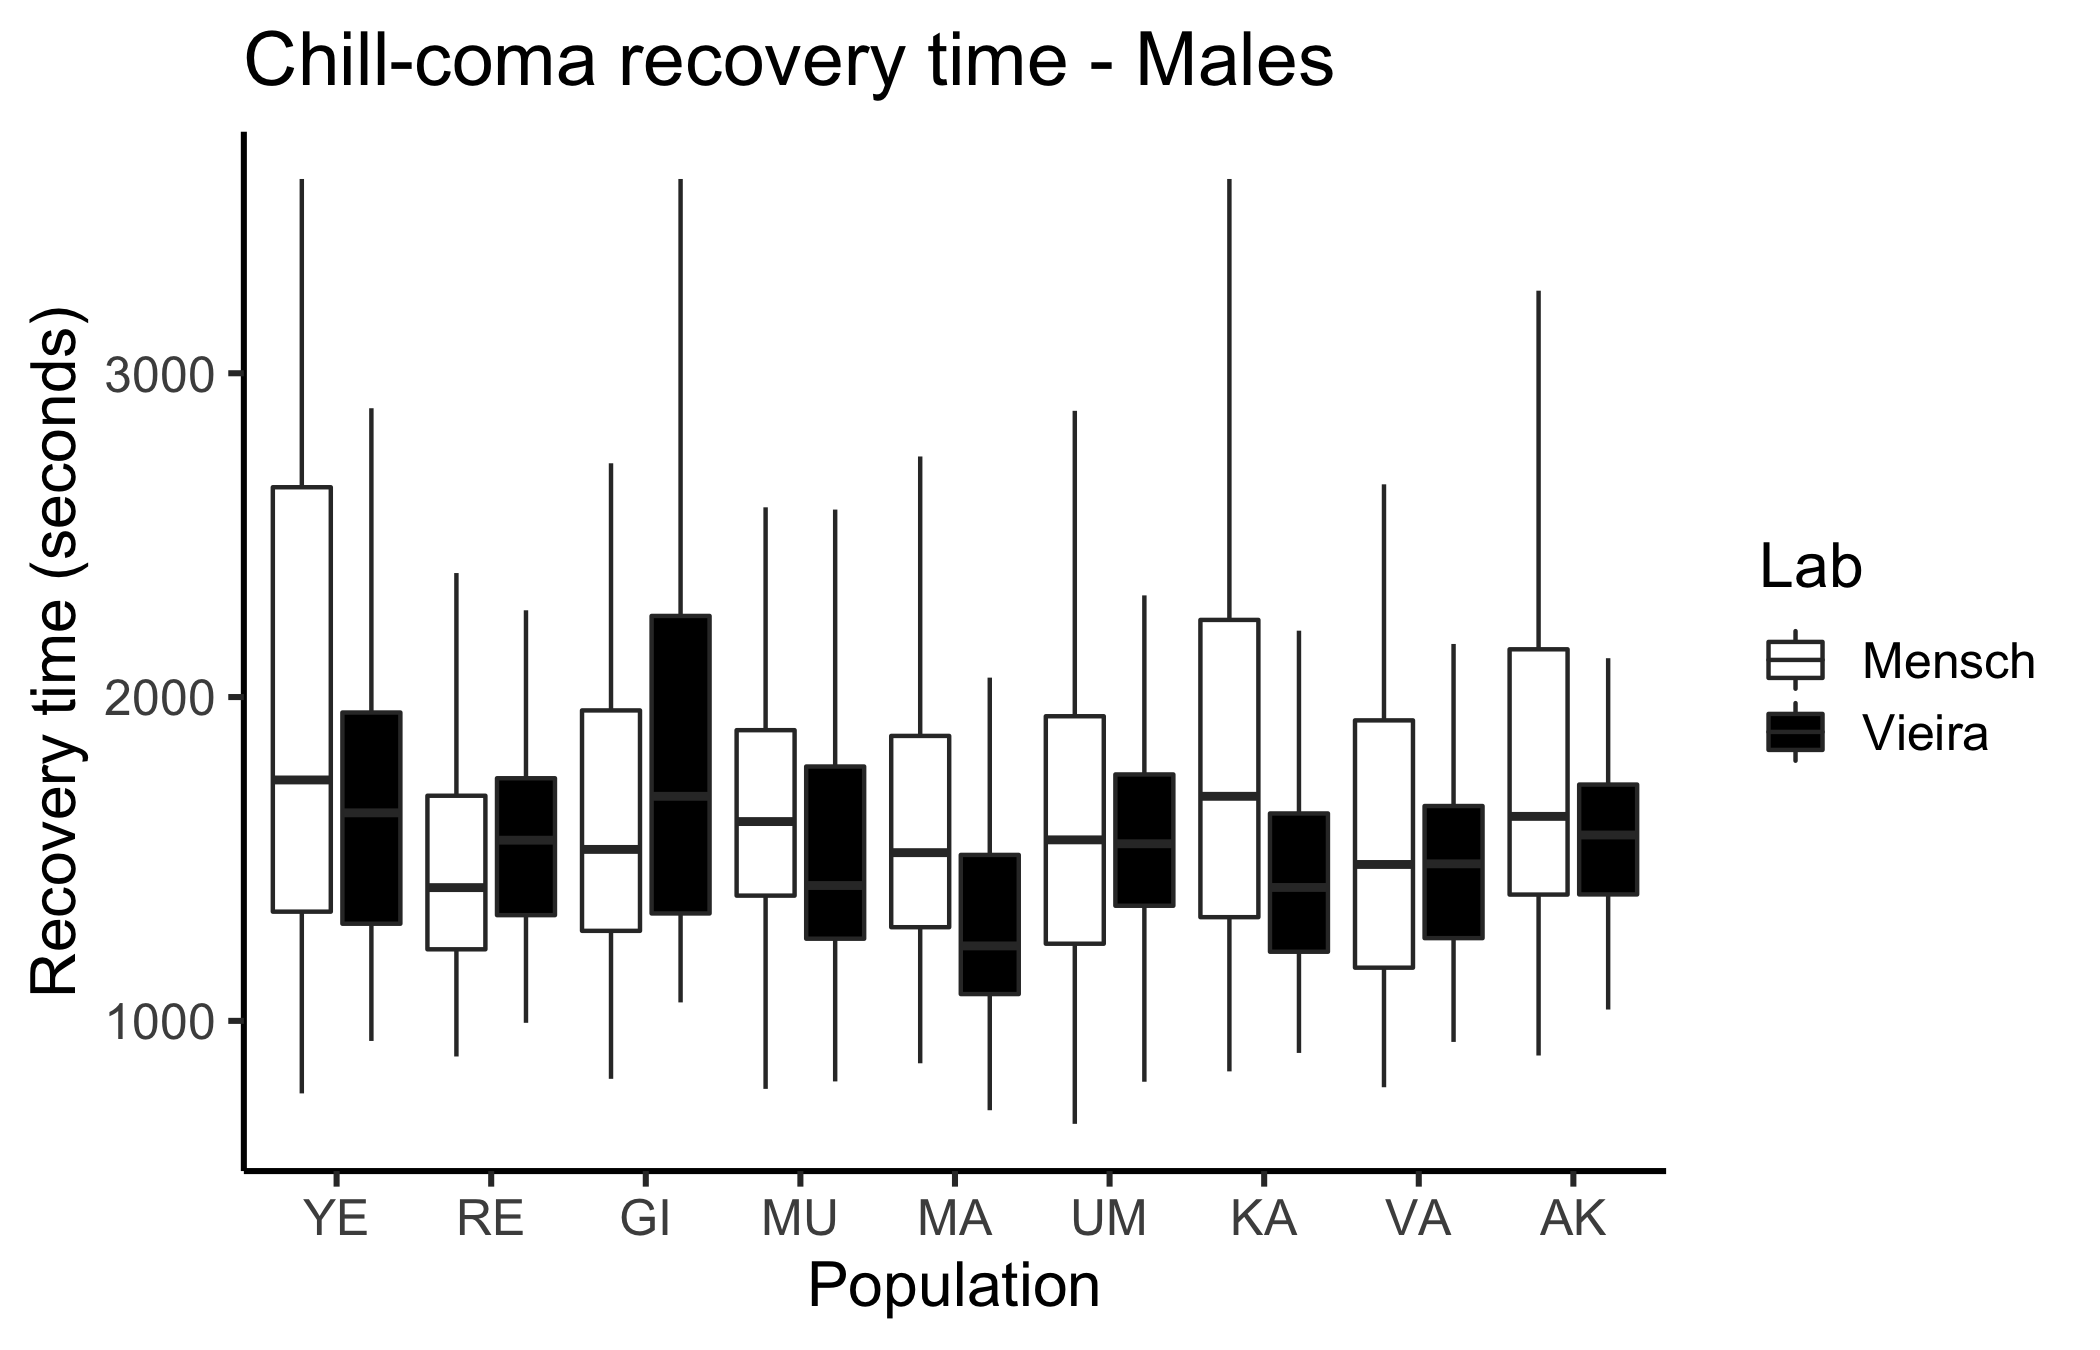 Chill-coma recovery time - Males
Recovery time (seconds)
3000
2000
1000
YE RE GI MU MA UM KA VA AK
Population
Lab
Mensch
Vieira